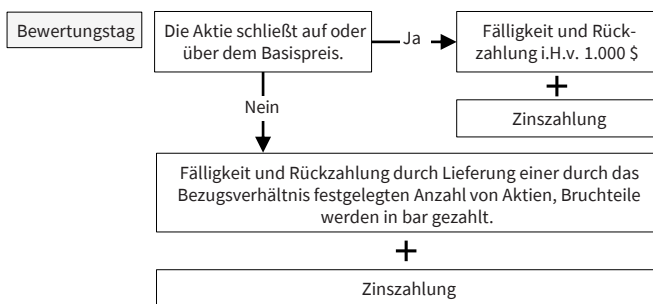 Bewertungstag
Die Aktie schließt auf oder
über dem Basispreis.
Ja
Fälligkeit und Rück-
zahlung i.H.v. 1.000 $
+
Zinszahlung
Nein
Fälligkeit und Rückzahlung durch Lieferung einer durch das
Bezugsverhältnis festgelegten Anzahl von Aktien, Bruchteile
werden in bar gezahlt.
+
Zinszahlung